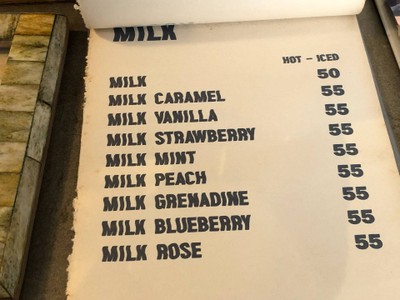 MILK
HOT - ICED
MILK 50
MILK CARAMEL 55
MILK VANILLA 55
MILK STRAWBERRY 55
MILK MINT 55
MILK PEACH 55
MILK GRENADINE 55
MILK BLUEBERRY 55
MILK ROSE 55